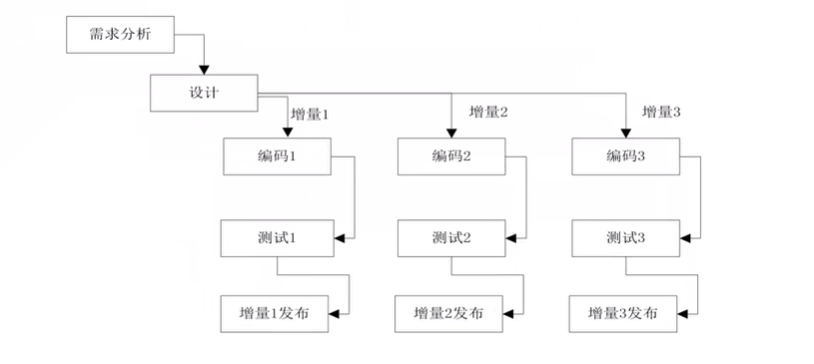 需求分析
设计
增量1
增量2
增量3
编码1
编码2
编码3
测试1
测试2
测试3
增量1发布
增量2发布
增量3发布